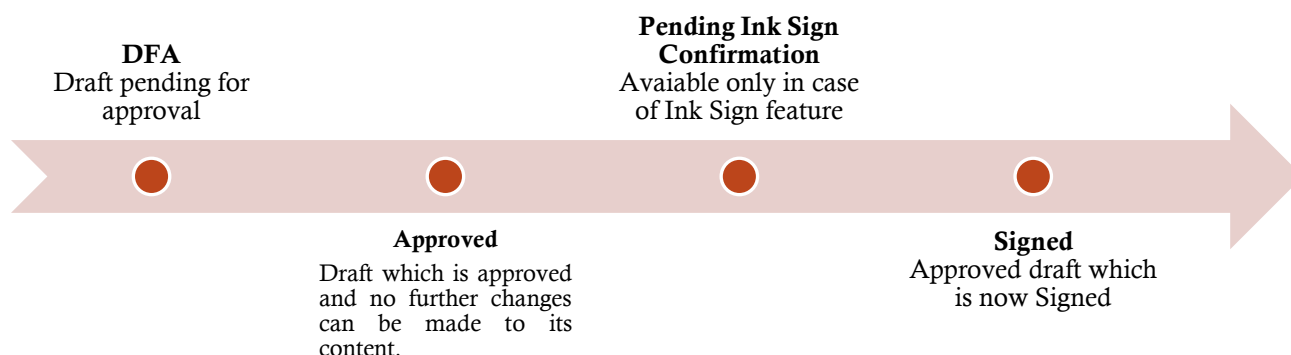 DFA
Draft pending for
approval
Approved
Draft which is approved
and no further changes
can be made to its
content.
Pending Ink Sign
Confirmation
Avaiable only in case
of Ink Sign feature
Signed
Approved draft which
is now Signed